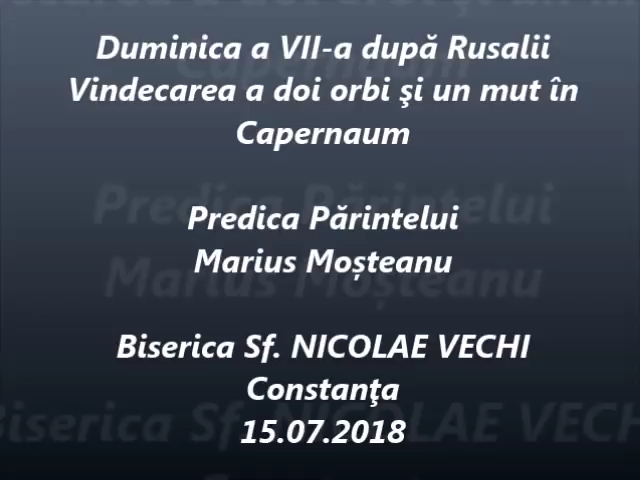 Duminica a VII-a după Rusalii
Vindecarea a doi orbi şi un mut în
Capernaum
Predica Părintelui
Marius Moșteanu
Biserica Sf. NICOLAE VECHI
Constanţa
15.07.2018